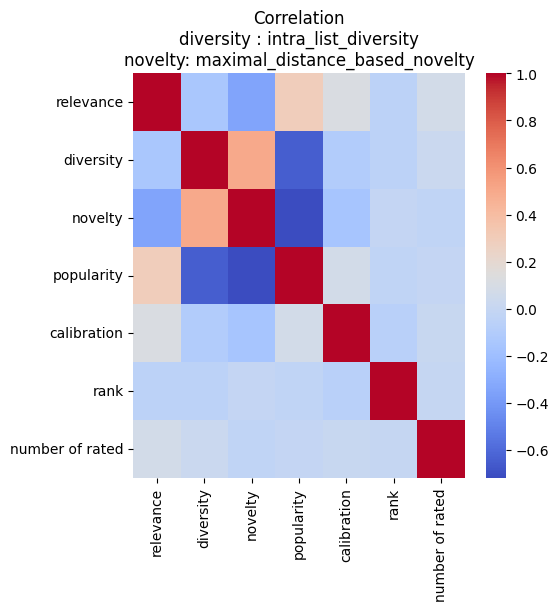 Correlation
diversity : intra_list_diversity
novelty: maximal_distance_based_novelty
relevance
diversity
novelty
popularity
calibration
rank
number of rated
relevance
diversity
novelty
popularity
calibration
rank
number of rated
1.0
0.8
0.6
0.4
0.2
0.0
−0.2
−0.4
−0.6